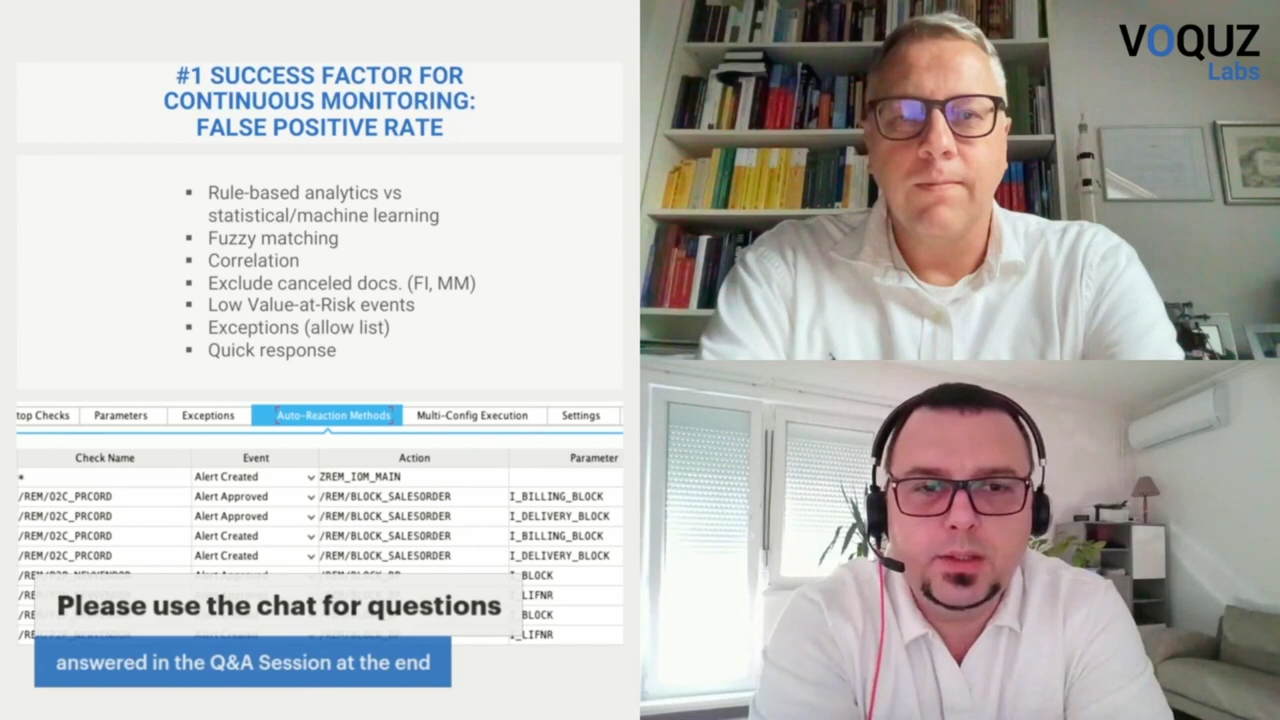 #1 SUCCESS FACTOR FOR
CONTINUOUS MONITORING:
FALSE POSITIVE RATE
▪ Rule-based analytics vs
statistical/machine learning
▪ Fuzzy matching
▪ Correlation
▪ Exclude canceled docs. (FI, MM)
▪ Low Value-at-Risk events
▪ Exceptions (allow list)
▪ Quick response
top Checks Parameters Exceptions Auto-Reaction Methods Multi-Config Execution Settings
Check Name Event Action Parameter
* Alert Created ZREM_IOM_MAIN
/REM/O2C_PRCORD Alert Approved /REM/BLOCK_SALESORDER I_BILLING_BLOCK
/REM/O2C_PRCORD Alert Approved /REM/BLOCK_SALESORDER I_DELIVERY_BLOCK
/REM/O2C_PRCORD Alert Created /REM/BLOCK_SALESORDER I_BILLING_BLOCK
/REM/O2C_PRCORD Alert Created /REM/BLOCK_SALESORDER I_DELIVERY_BLOCK
I_BLOCK
I_LIFNR
I_BLOCK
I_LIFNR
Please use the chat for questions
answered in the Q&A Session at the end
VOQUZ
Labs